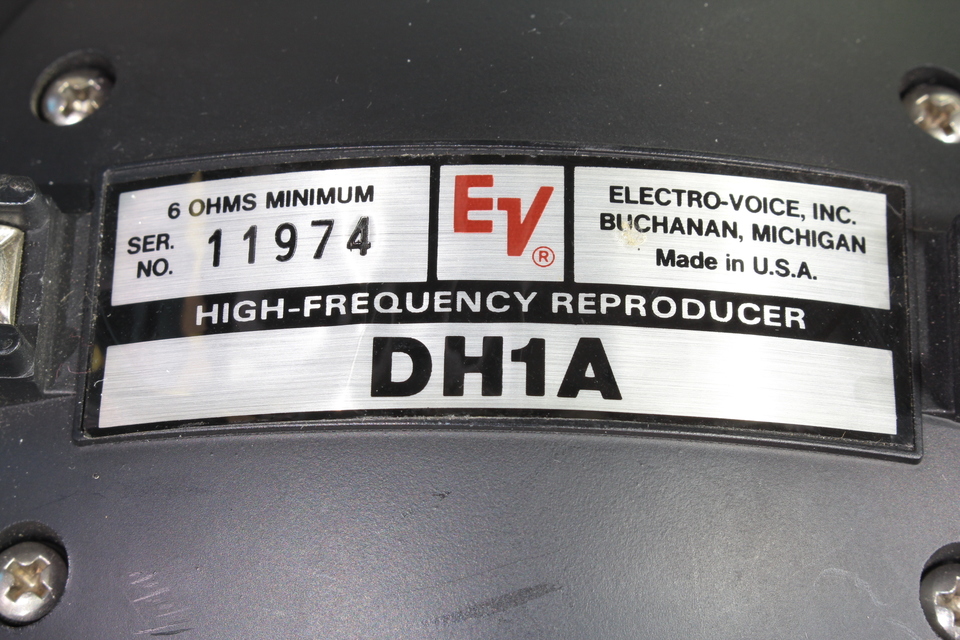 6 OHMS MINIMUM
SER. NO. 11974
EV®
ELECTRO-VOICE, INC.
BUCHANAN, MICHIGAN
Made in U.S.A.
HIGH-FREQUENCY REPRODUCER
DH1A